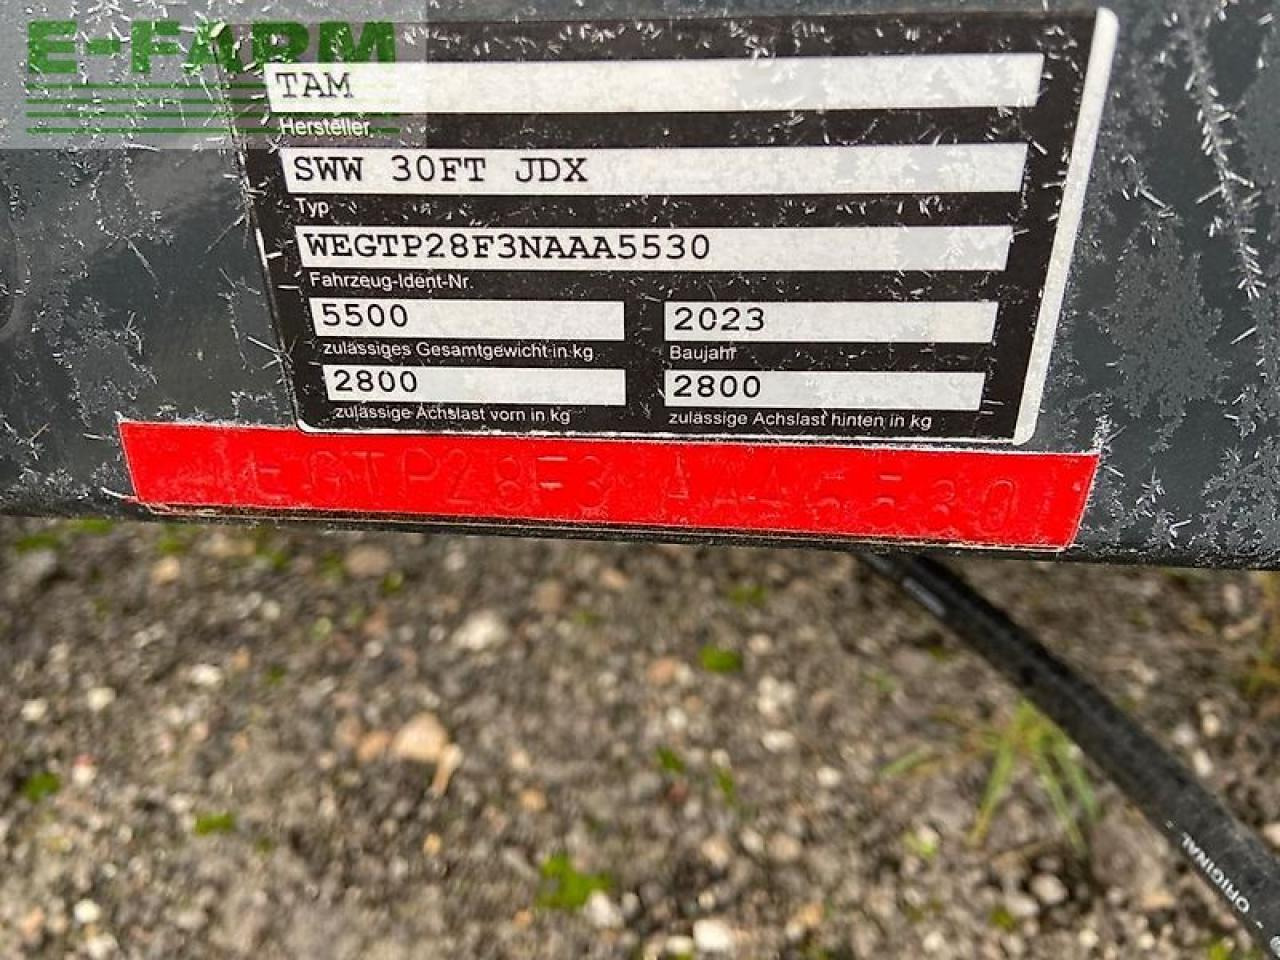 E-FARM
TAM
Hersteller
SWW 30FT JDX
Typ
WEGTP28F3NAAA5530
Fahrzeug-Ident-Nr.
5500 2023
zulässiges Gesamtgewicht in kg Baujahr
2800 2800
zulässige Achslast vorn in kg zulässige Achslast hinten in kg
ORIGINAL